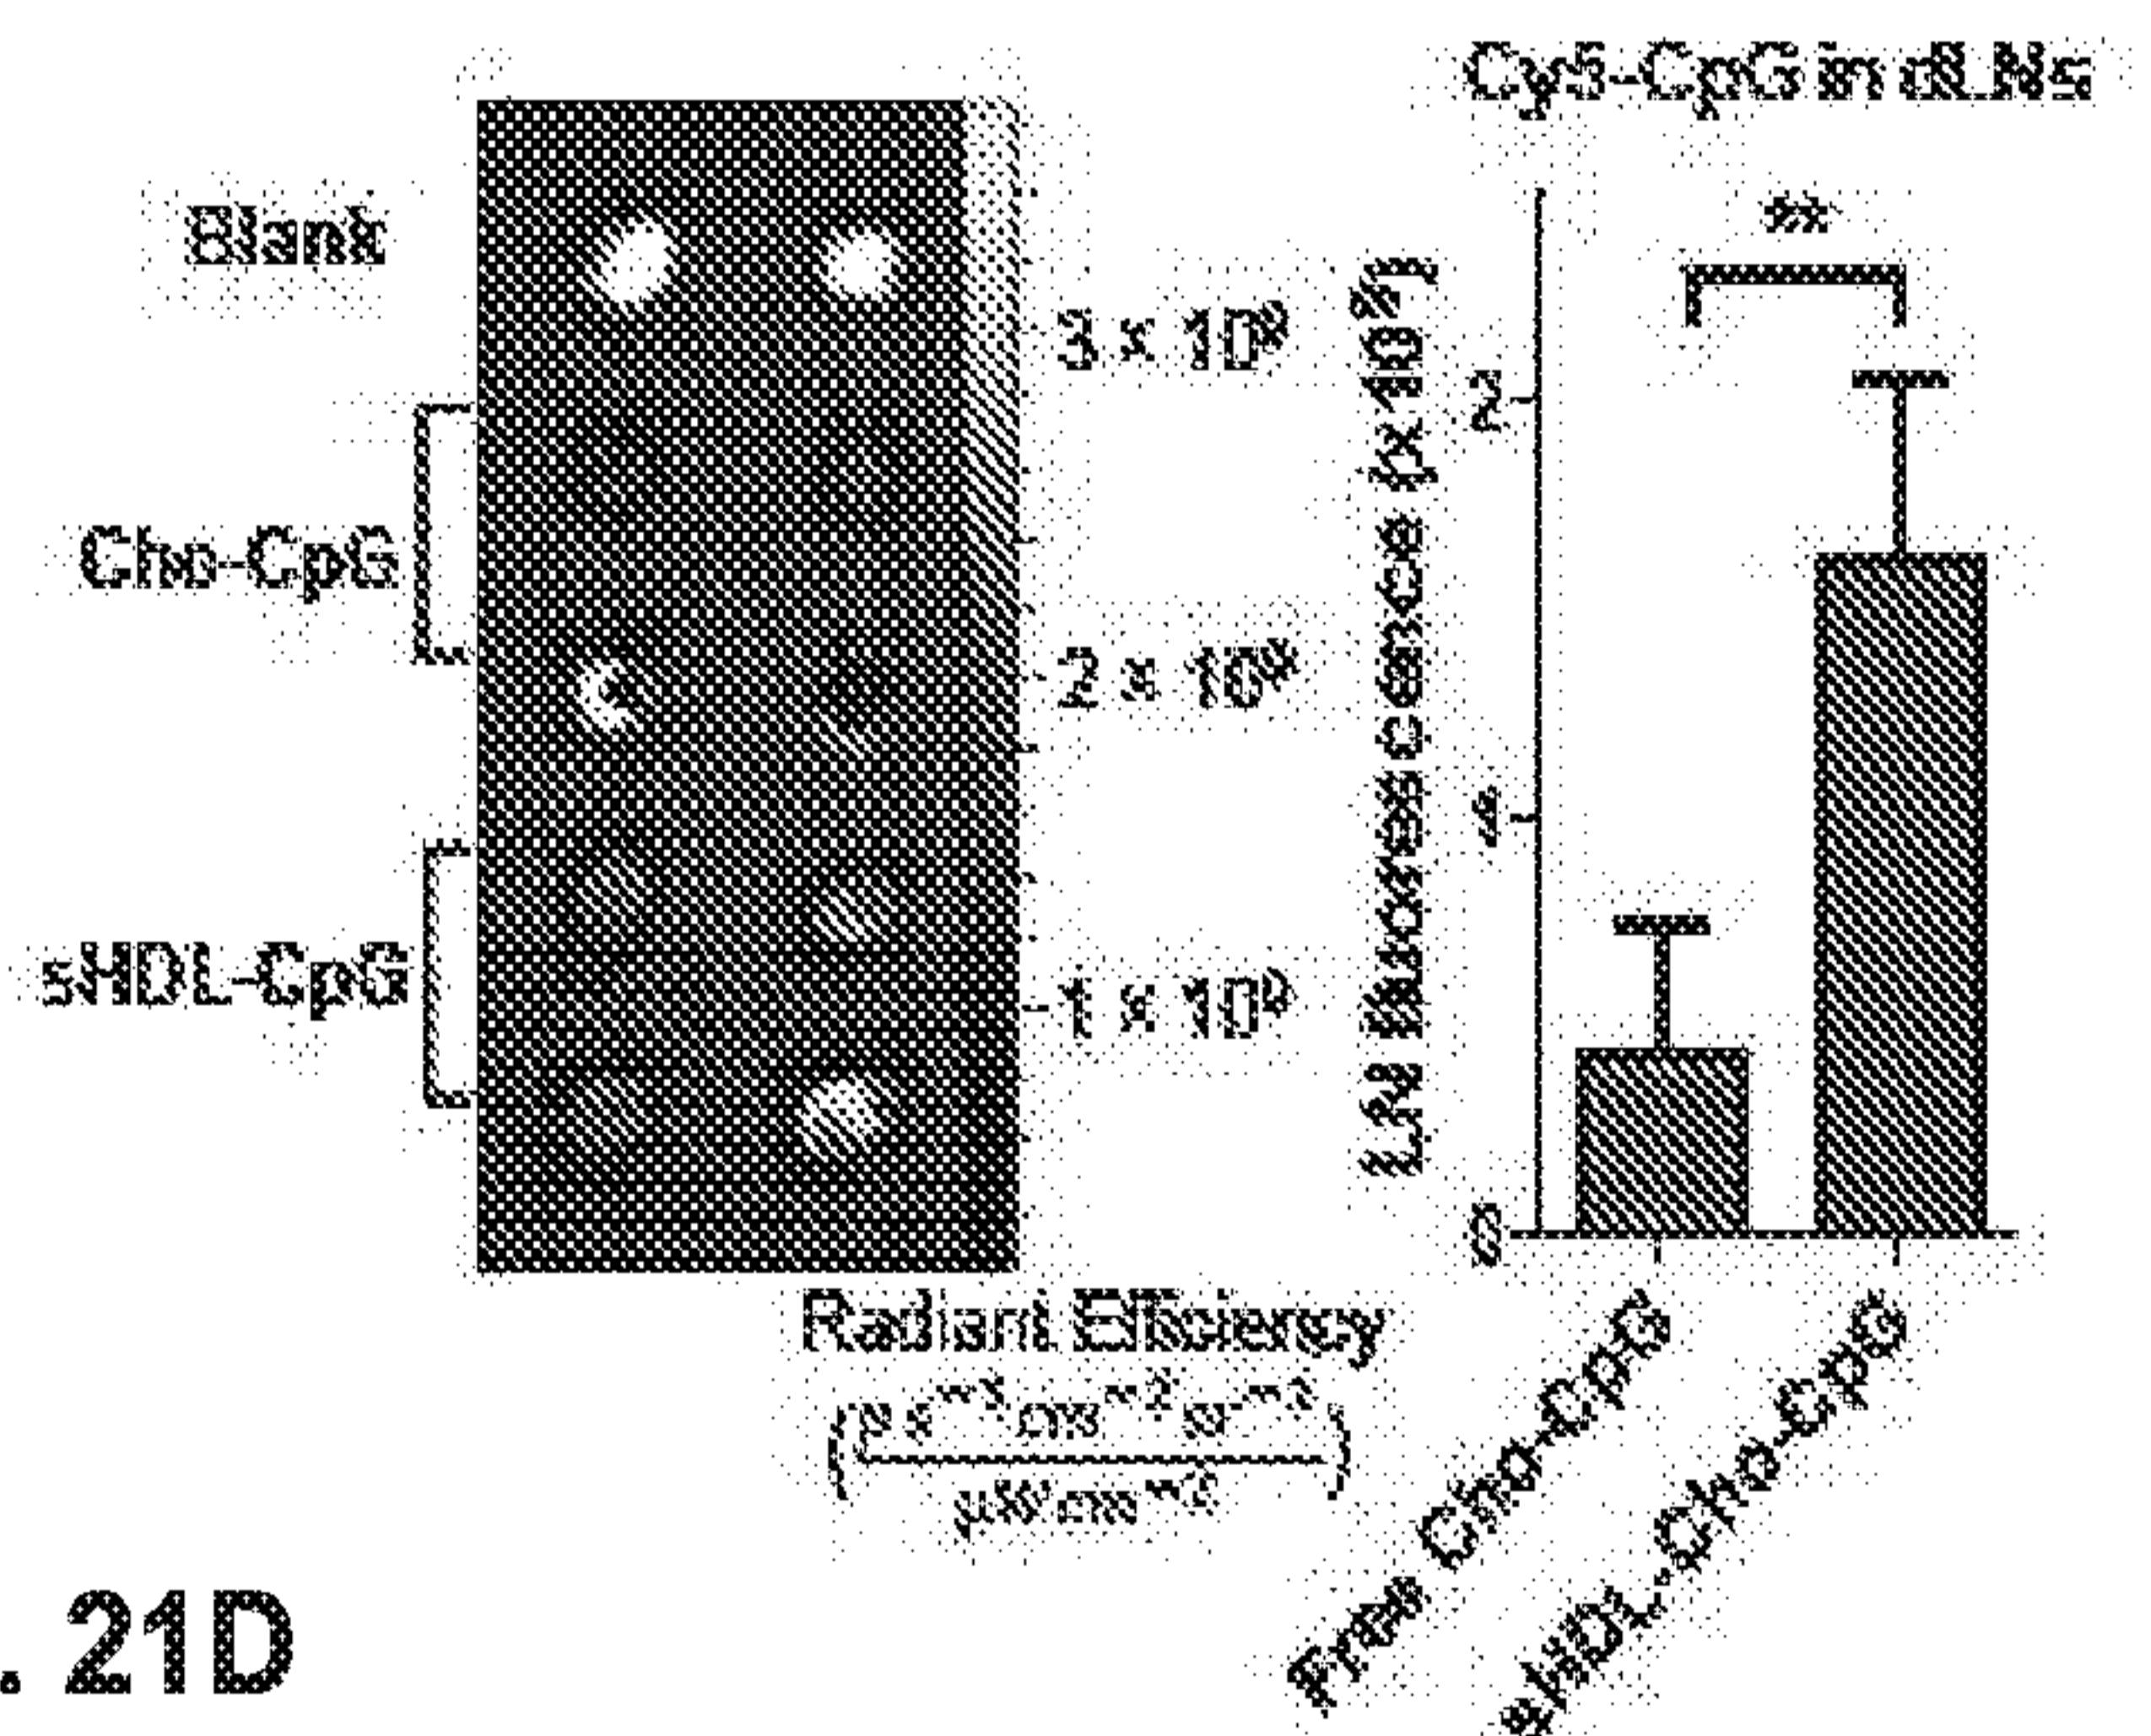 Blank
Cho-CpG
sHDL-CpG
3 × 10⁹
2 × 10⁹
1 × 10⁹
Radiant Efficiency
Cy5-CpG in dLNs
**
2
1
0
LN fluorescence
Free Cho-CpG
sHDL-Cho-CpG
. 21D